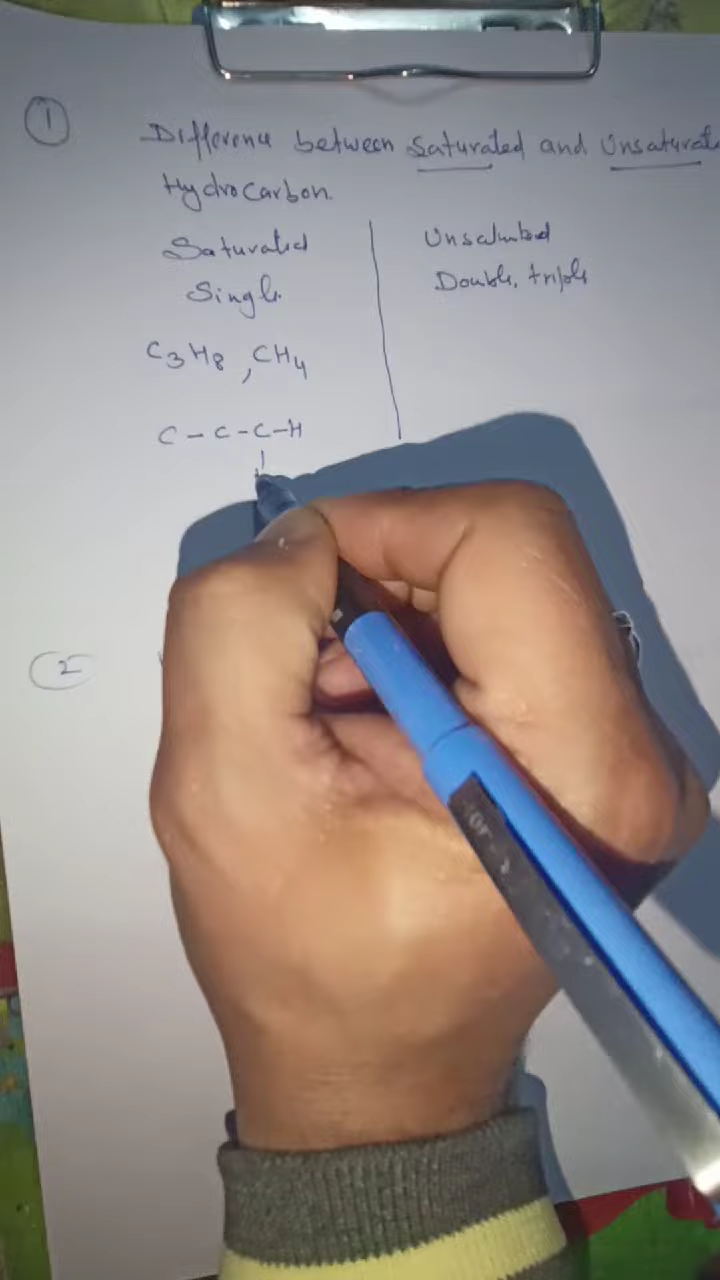 1
Difference between Saturated and Unsaturat
Hydrocarbon.
Saturated
Unsaturated
Single
Double, triple
C3H8, CH4
C - C - C - H
2